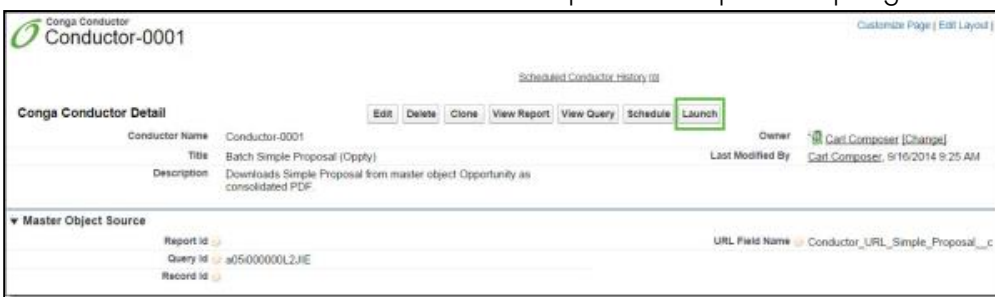 Conga Conductor
Conductor-0001
Customize Page | Edit Layout |
Scheduled Conductor History [0]
Conga Conductor Detail
Edit Delete Clone View Report View Query Schedule Launch
Conductor Name Conductor-0001 Owner Carl Composer [Change]
Title Batch Simple Proposal (Oppty) Last Modified By Carl Composer, 9/16/2014 9:25 AM
Description Downloads Simple Proposal from master object Opportunity as
consolidated PDF
Master Object Source
Report Id URL Field Name Conductor_URL_Simple_Proposal__c
Query Id a05i000000L2JIE
Record Id